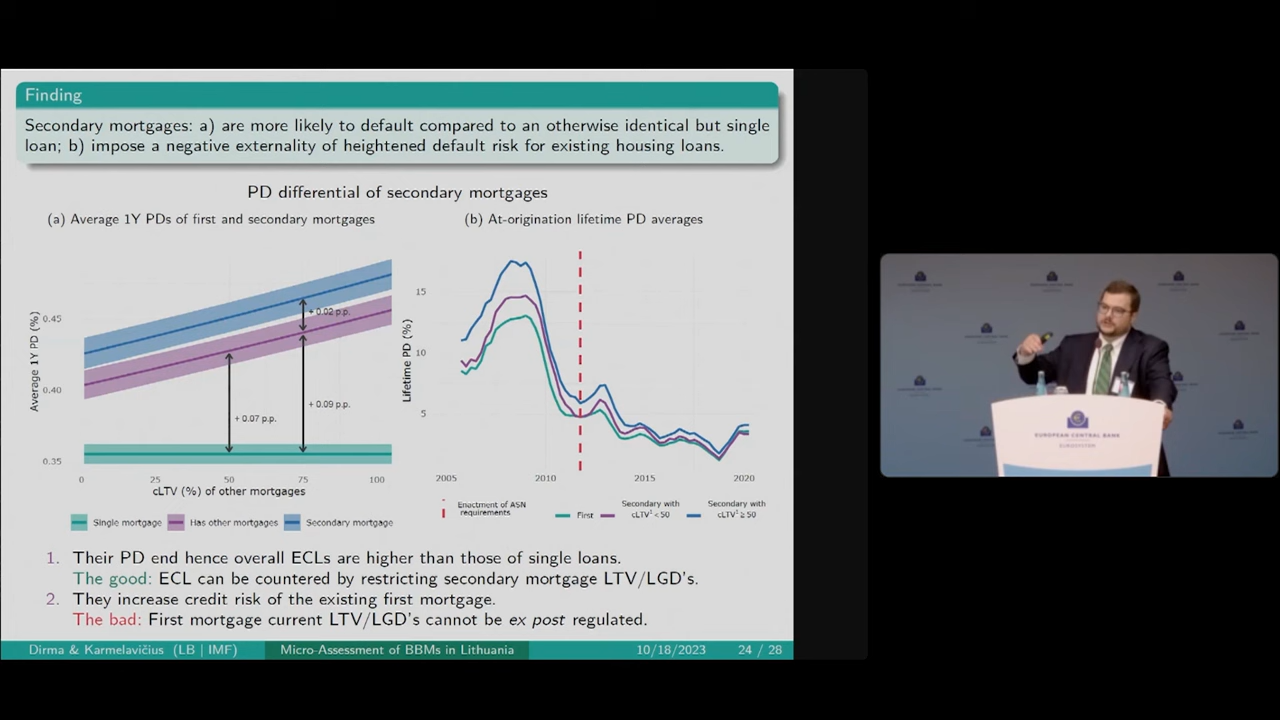 Finding
Secondary mortgages: a) are more likely to default compared to an otherwise identical but single
loan; b) impose a negative externality of heightened default risk for existing housing loans.
PD differential of secondary mortgages
(a) Average 1Y PDs of first and secondary mortgages
Average 1Y PD (%)
0.45
0.40
0.35
+ 0.02 p.p.
+ 0.07 p.p.
+ 0.09 p.p.
0 25 50 75 100
cLTV (%) of other mortgages
Single mortgage Has other mortgages Secondary mortgage
(b) At-origination lifetime PD averages
Lifetime PD (%)
15
10
5
2005 2010 2015 2020
Enactment of ASN
requirements
First
Secondary with
cLTV¹ < 50
Secondary with
cLTV¹ ≥ 50
1. Their PD end hence overall ECLs are higher than those of single loans.
The good: ECL can be countered by restricting secondary mortgage LTV/LGD's.
2. They increase credit risk of the existing first mortgage.
The bad: First mortgage current LTV/LGD's cannot be ex post regulated.
Dirma & Karmelavičius (LB | IMF) Micro-Assessment of BBMs in Lithuania 10/18/2023 24 / 28
EUROPEAN CENTRAL BANK
EUROSYSTEM